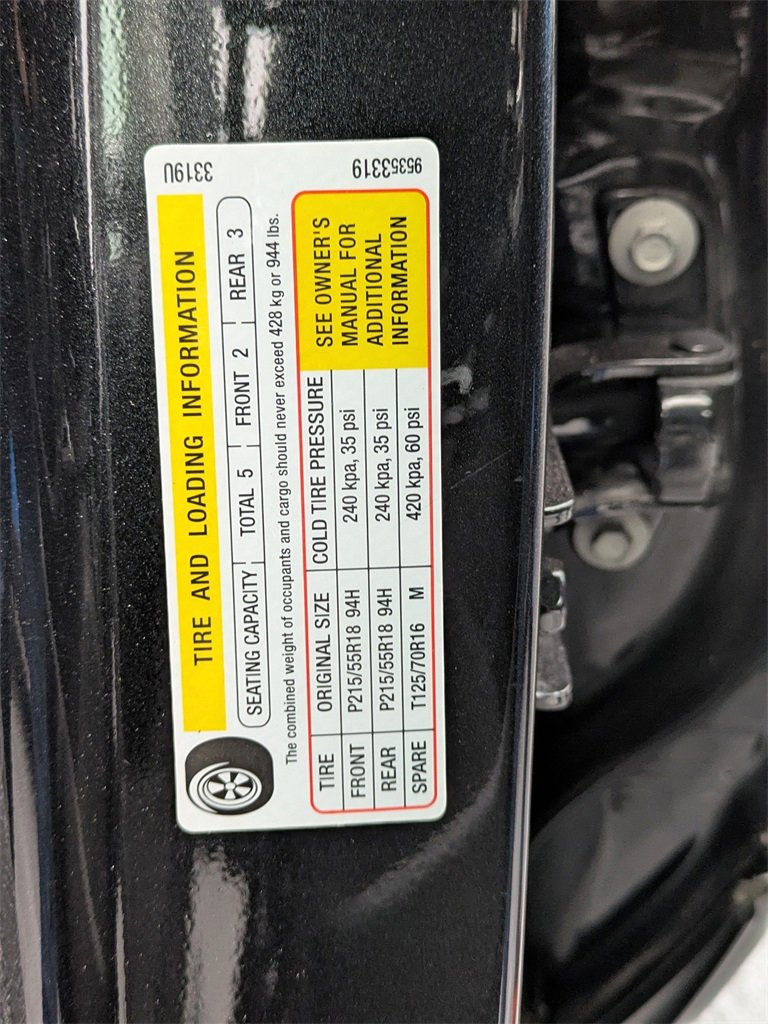 TIRE AND LOADING INFORMATION
SEATING CAPACITY TOTAL 5 FRONT 2 REAR 3
The combined weight of occupants and cargo should never exceed 428 kg or 944 lbs.
TIRE ORIGINAL SIZE COLD TIRE PRESSURE
FRONT P215/55R18 94H 240 kpa, 35 psi
REAR P215/55R18 94H 240 kpa, 35 psi
SPARE T125/70R16 M 420 kpa, 60 psi
SEE OWNER'S
MANUAL FOR
ADDITIONAL
INFORMATION
3319U
95353319